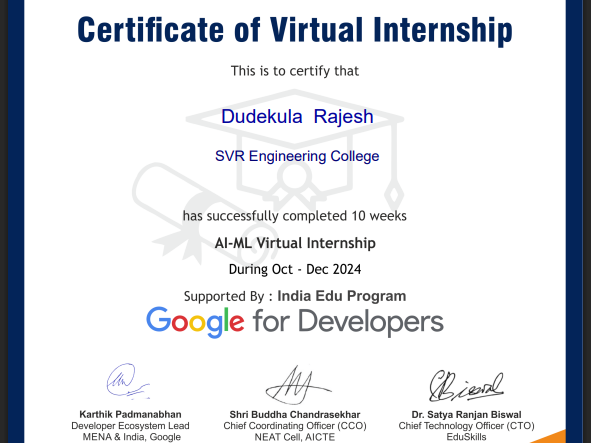 Certificate of Virtual Internship
This is to certify that
Dudekula Rajesh
SVR Engineering College
has successfully completed 10 weeks
AI-ML Virtual Internship
During Oct - Dec 2024
Supported By : India Edu Program
Google for Developers
Karthik Padmanabhan
Developer Ecosystem Lead
MENA & India, Google
Shri Buddha Chandrasekhar
Chief Coordinating Officer (CCO)
NEAT Cell, AICTE
Dr. Satya Ranjan Biswal
Chief Technology Officer (CTO)
EduSkills